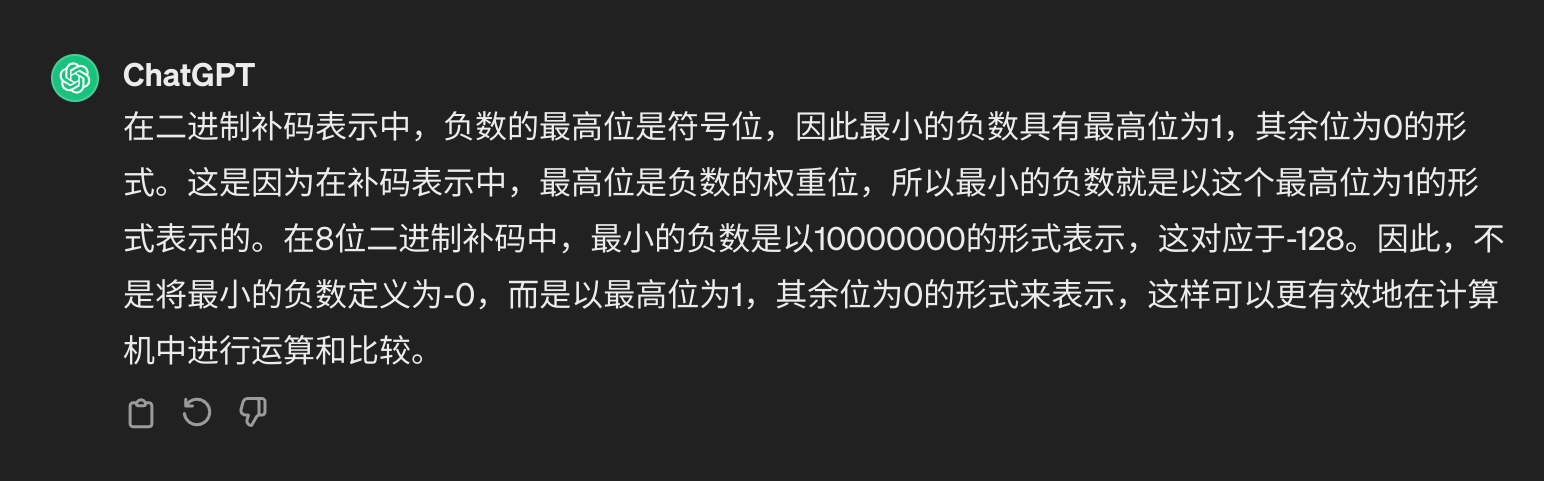 ChatGPT
在二进制补码表示中，负数的最高位是符号位，因此最小的负数具有最高位为1，其余位为0的形
式。这是因为在补码表示中，最高位是负数的权重位，所以最小的负数就是以这个最高位为1的形
式表示的。在8位二进制补码中，最小的负数是以10000000的形式表示，这对应于-128。因此，不
是将最小的负数定义为-0，而是以最高位为1，其余位为0的形式来表示，这样可以更有效地在计算
机中进行运算和比较。